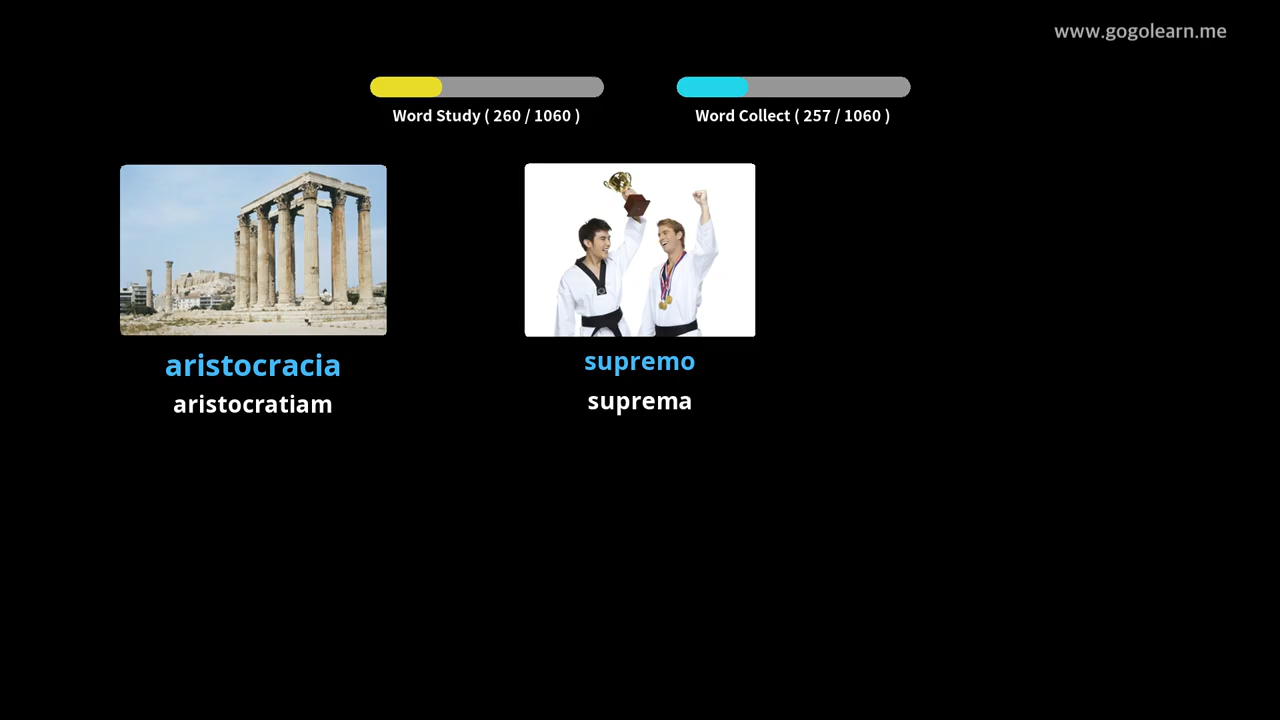 www.gogolearn.me
Word Study ( 260 / 1060 )
Word Collect ( 257 / 1060 )
aristocracia
aristocratiam
supremo
suprema